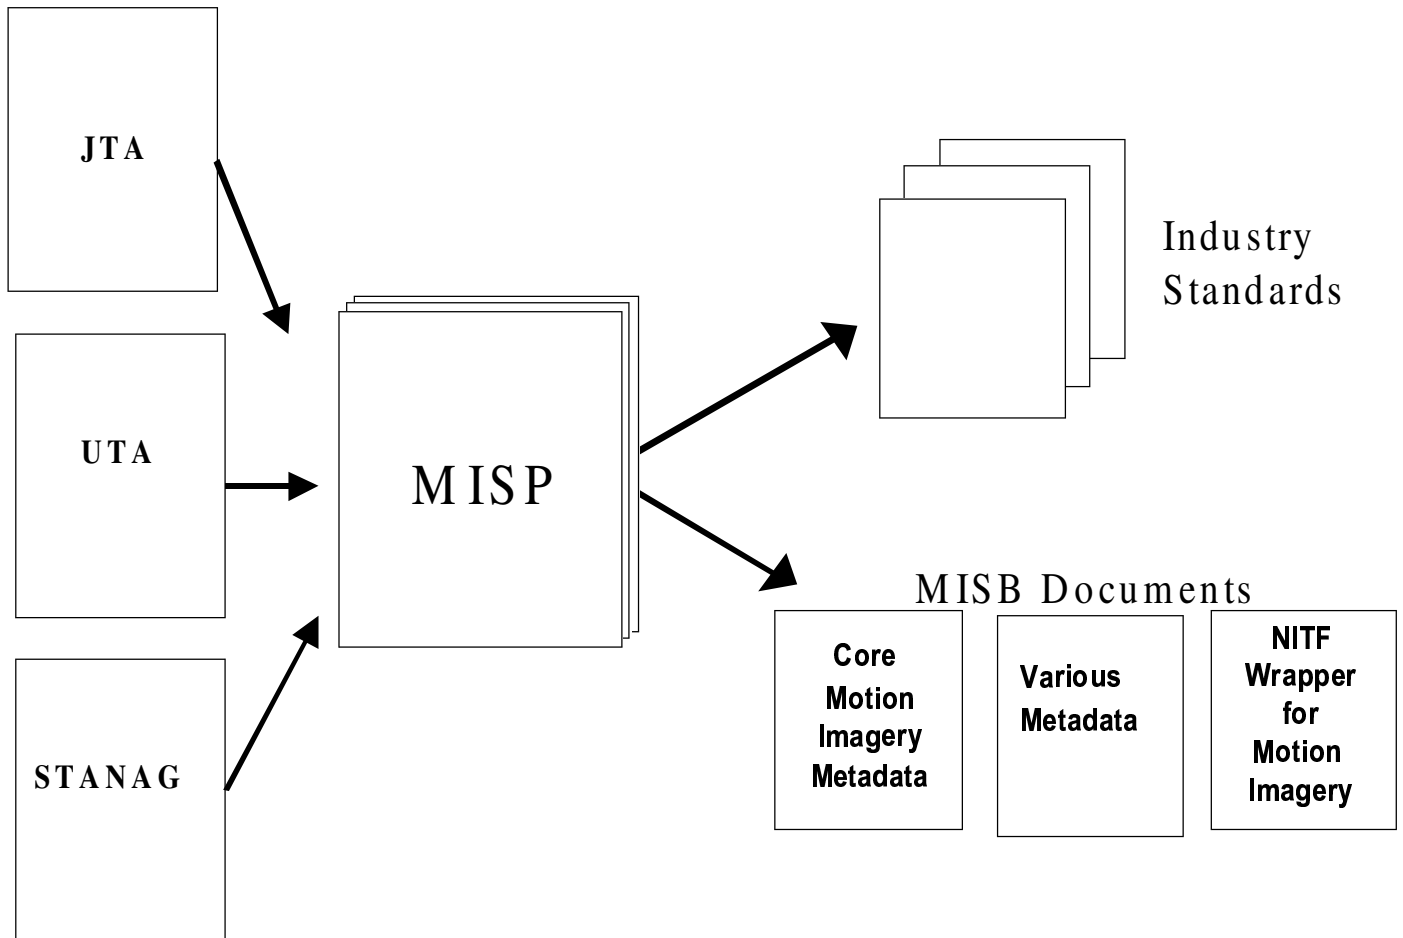 JTA
UTA
STANAG
MISP
Industry
Standards
MISB Documents
Core
Motion
Imagery
Metadata
Various
Metadata
NITF
Wrapper
for
Motion
Imagery